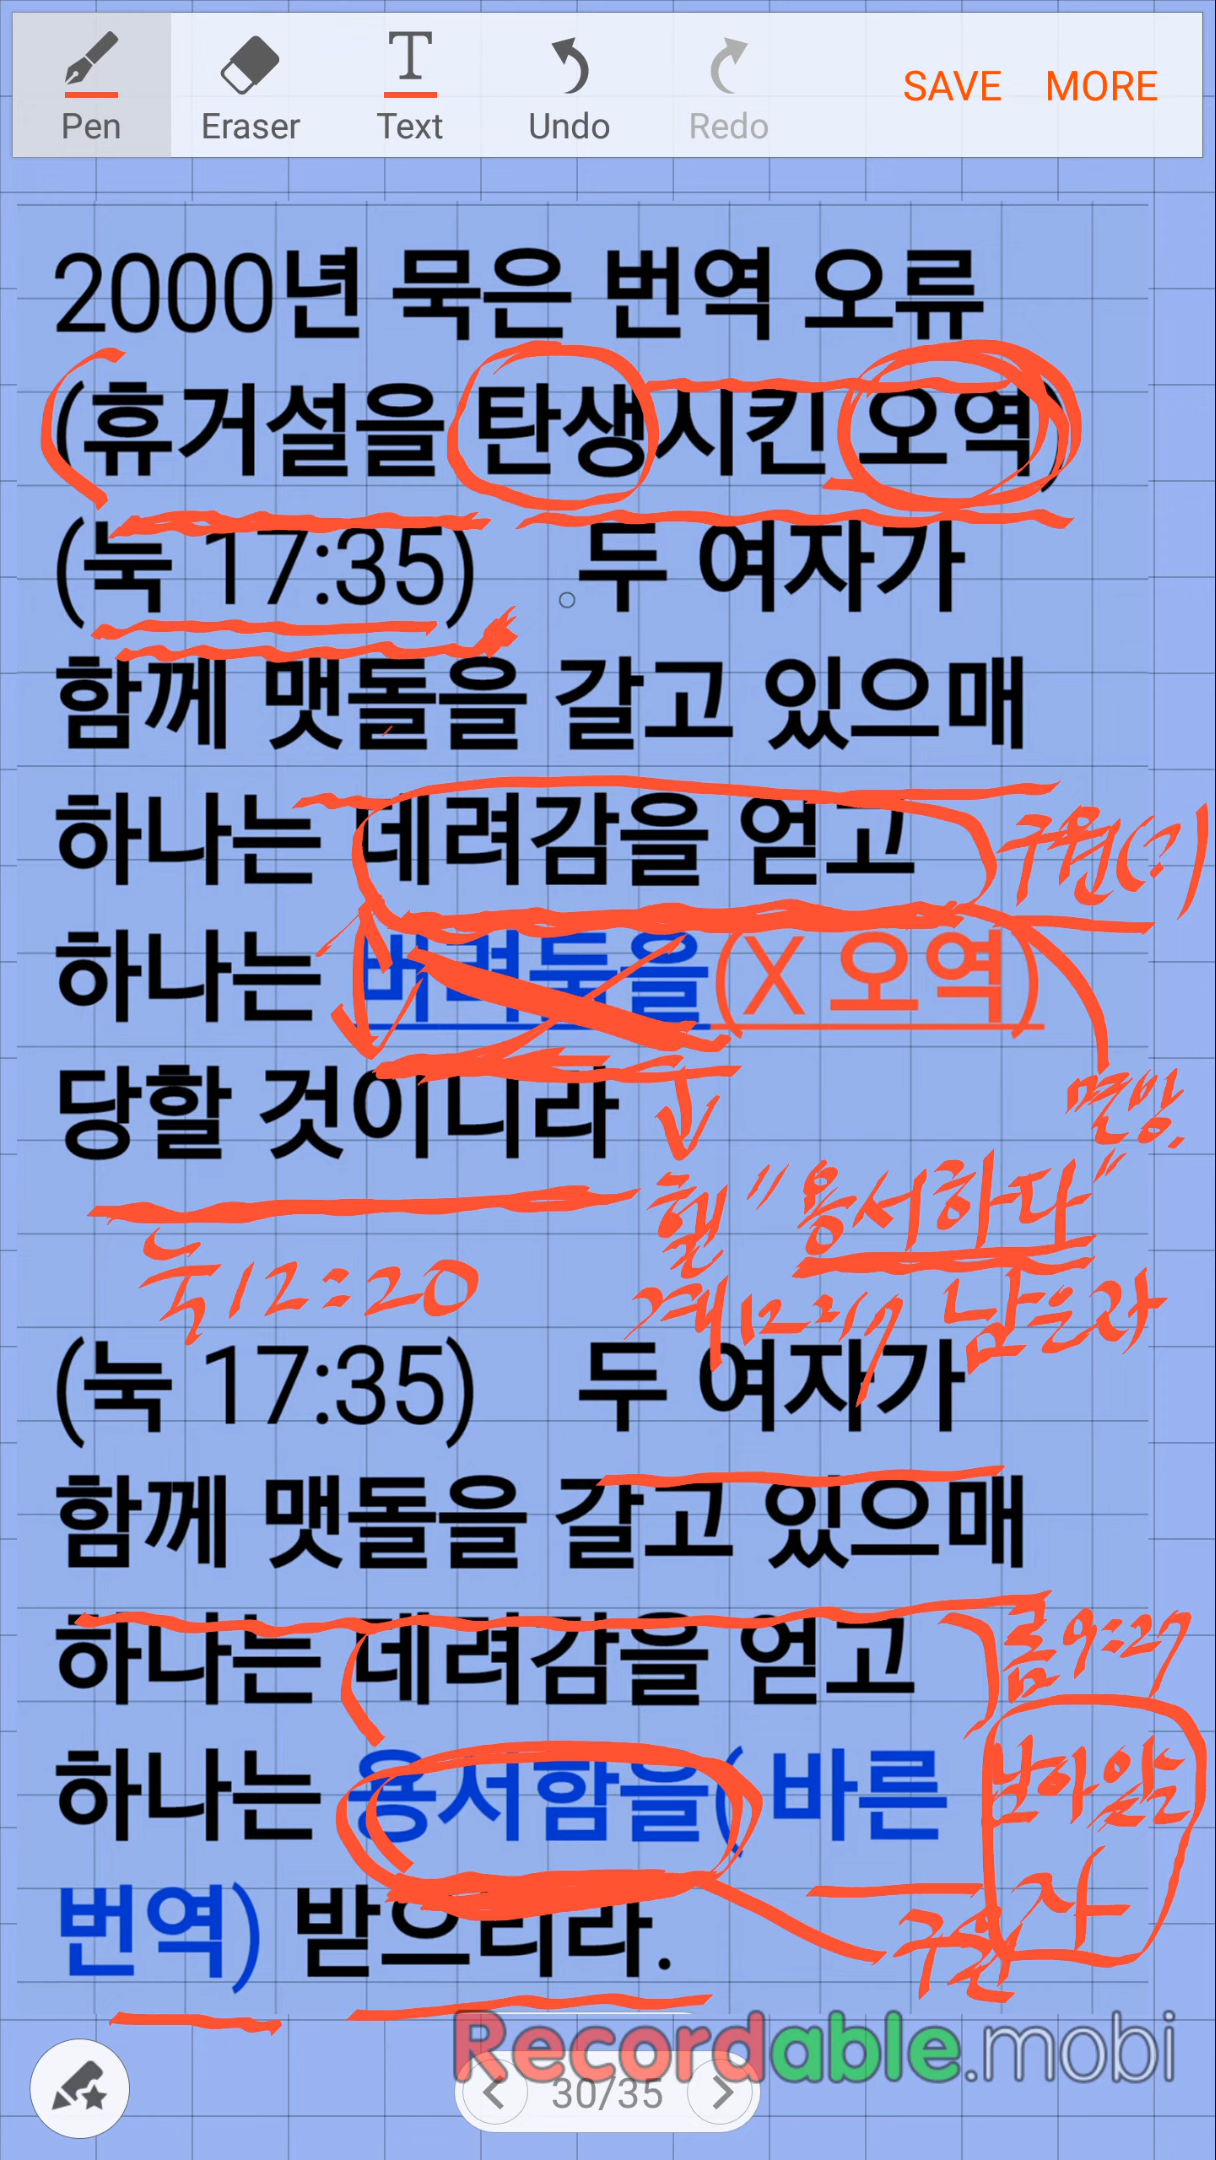 Pen Eraser Text Undo Redo SAVE MORE
2000년 묵은 번역 오류
(휴거설을 탄생시킨 오역)
(눅 17:35) 두 여자가
함께 맷돌을 갈고 있으매
하나는 데려감을 얻고 구원(?)
하나는 버려둠을(X 오역)
당할 것이니라 멸망.
헬 "용서하다"
눅12:20
계12:17 남은자
(눅 17:35) 두 여자가
함께 맷돌을 갈고 있으매
하나는 데려감을 얻고 롬9:27
하나는 용서함을( 바른 남아있는
번역) 받으리라. 구원 자
Recordable.mobi
30/35